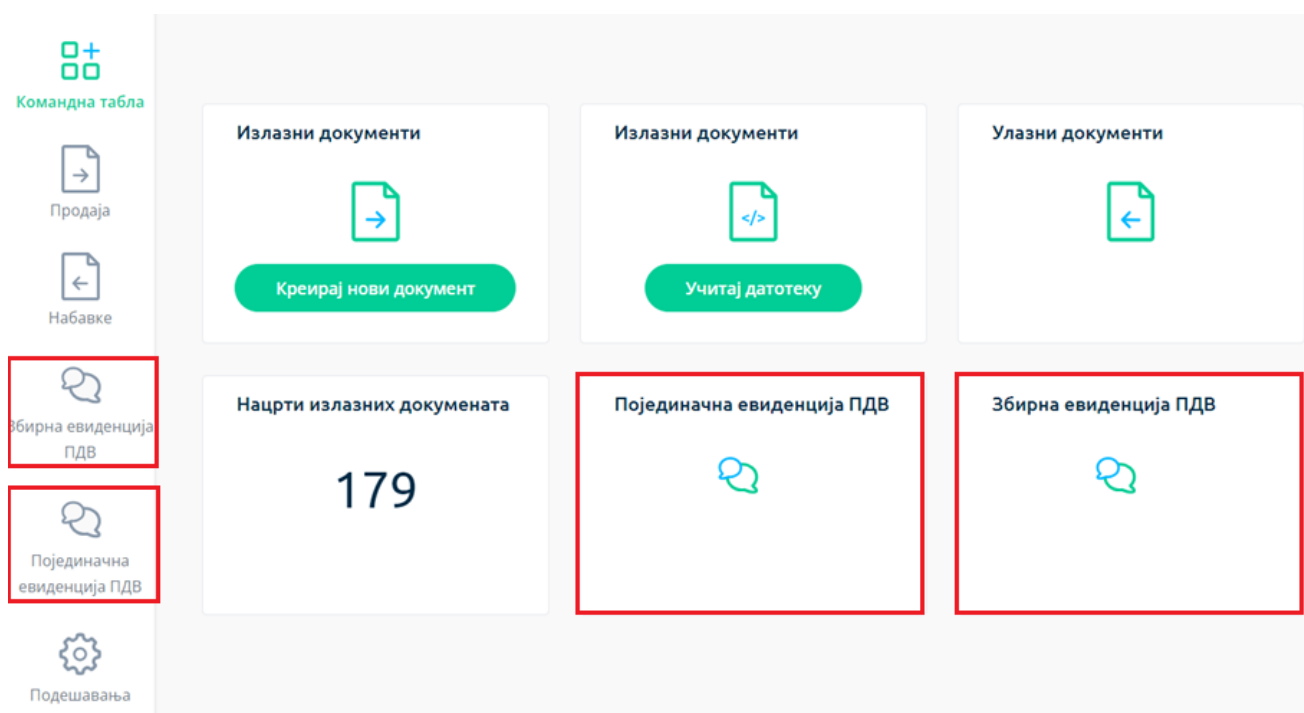 Командна табла
Продаја
Набавке
Збирна евиденција
ПДВ
Појединачна
евиденција ПДВ
Подешавања
Излазни документи
Креирај нови документ
Излазни документи
</>
Учитај датотеку
Улазни документи
Нацрти излазних докумената
179
Појединачна евиденција ПДВ
Збирна евиденција ПДВ